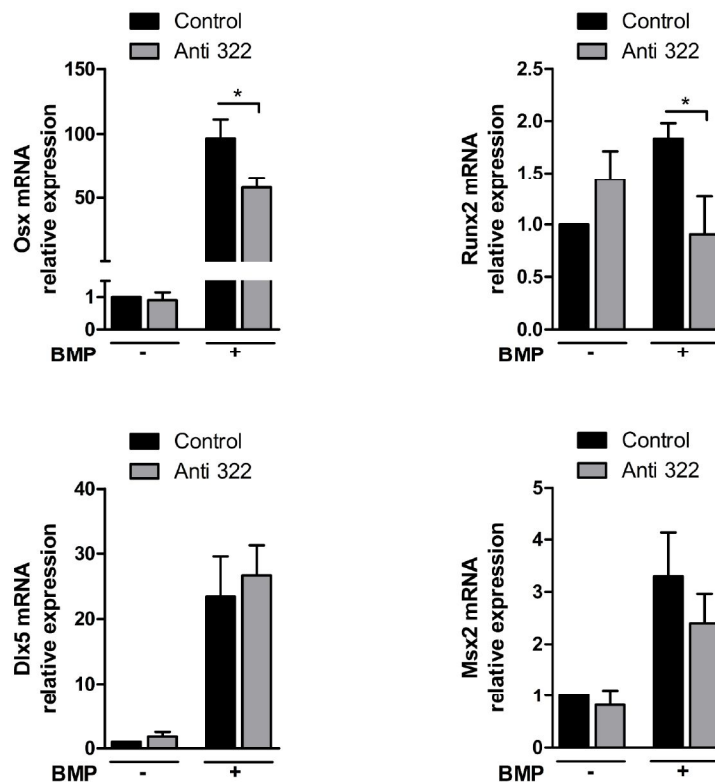 Control
Anti 322
Osx mRNA
relative expression
150
100
50
1
0
*
BMP - +
Control
Anti 322
Runx2 mRNA
relative expression
2.5
2.0
1.5
1.0
0.5
0.0
*
BMP - +
Control
Anti 322
Dlx5 mRNA
relative expression
40
30
20
10
0
BMP - +
Control
Anti 322
Msx2 mRNA
relative expression
5
4
3
2
1
0
BMP - +